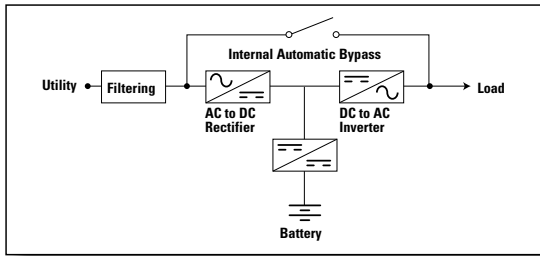 Internal Automatic Bypass
Utility
Filtering
AC to DC
Rectifier
DC to AC
Inverter
Load
Battery